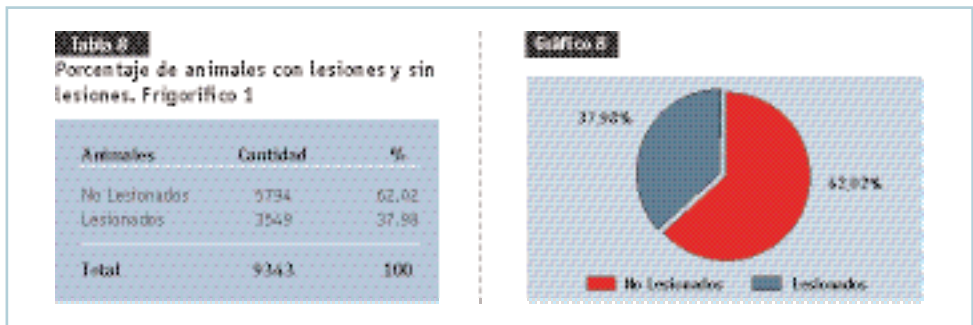 Tabla 8
Porcentaje de animales con lesiones y sin
lesiones. Frigorífico 1
Animales Cantidad %
No Lesionados 5794 62,02
Lesionados 3549 37,98
Total 9343 100
Gráfico 8
37,98%
62,02%
No Lesionados Lesionados